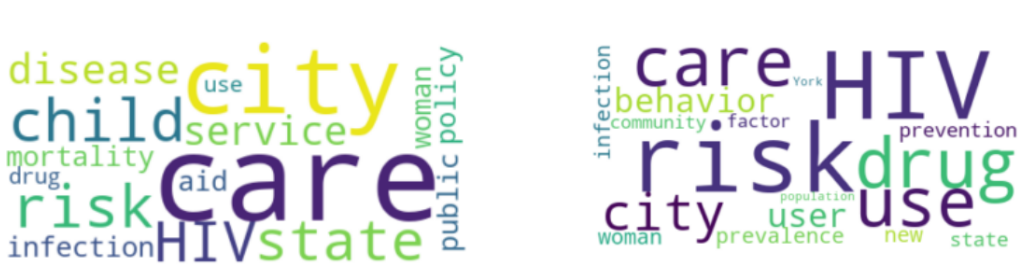 disease
city
use
child
service
woman
policy
mortality
care
drug
aid
risk
public
infection
HIV
state
infection
care
York
HIV
behavior
community
factor
prevention
risk
drug
population
use
city
user
woman
prevalence
new
state